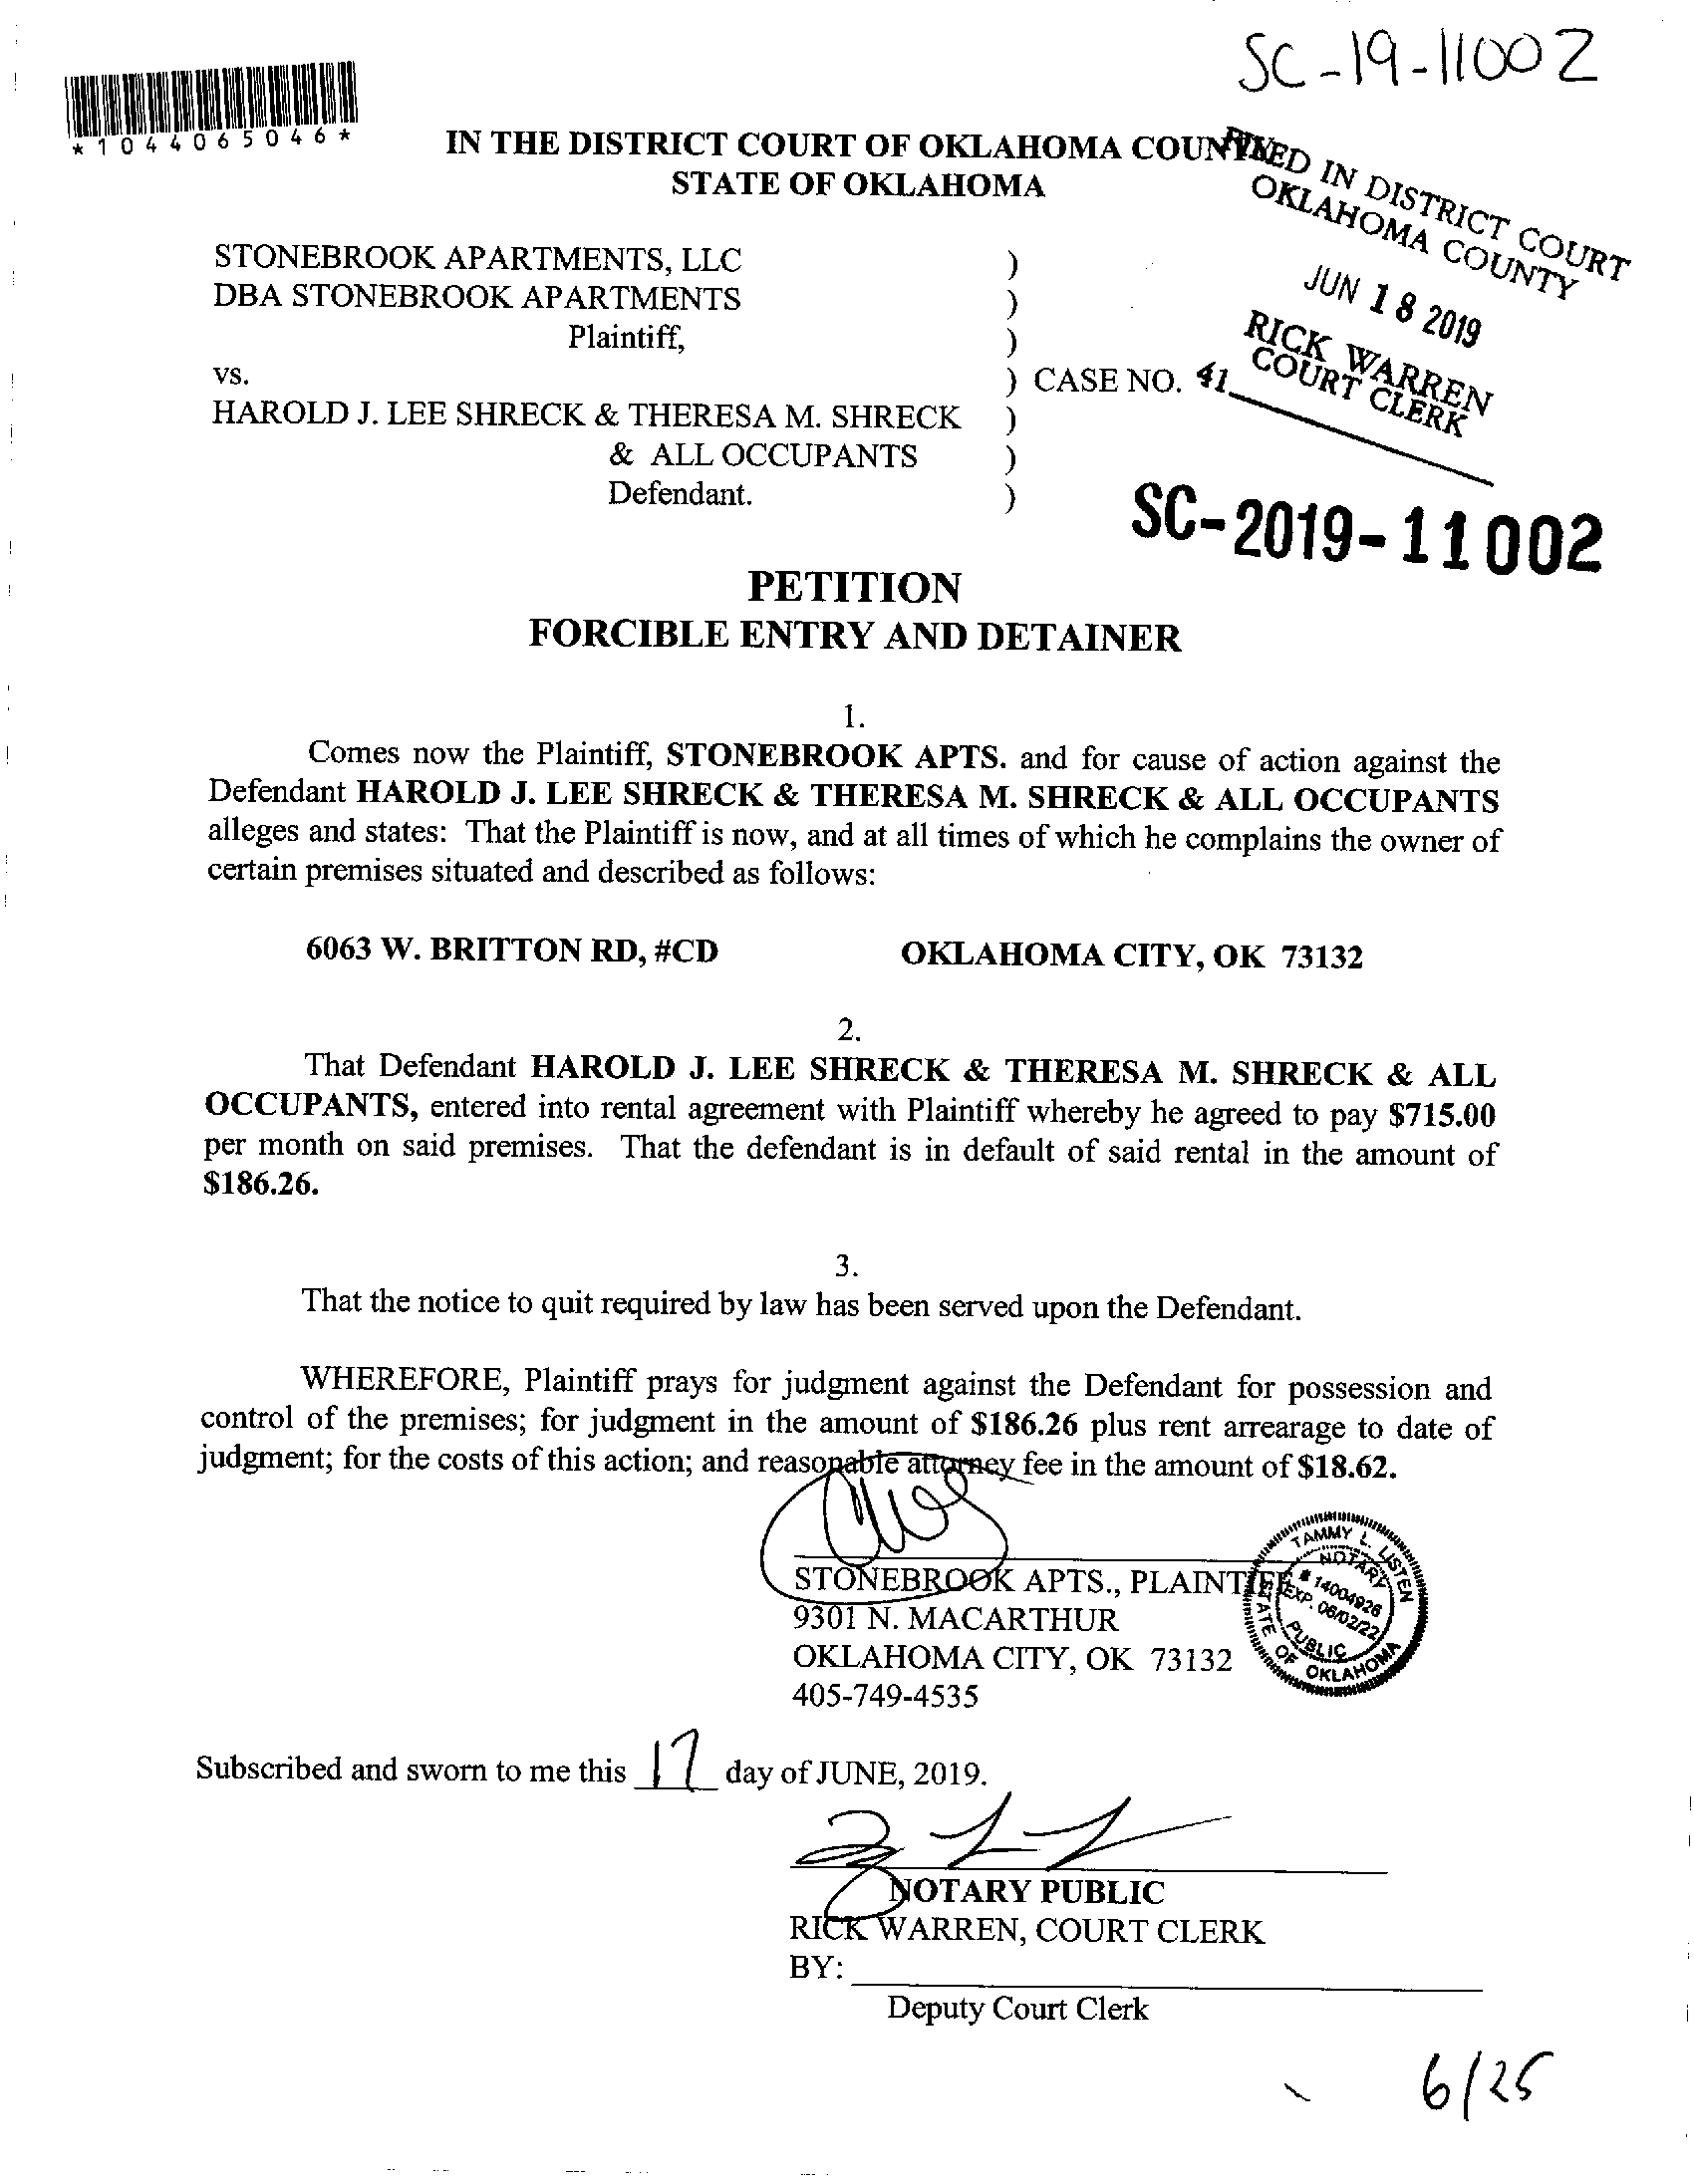 SC-19-11002
*1044065046*
IN THE DISTRICT COURT OF OKLAHOMA COUNTY
STATE OF OKLAHOMA
FILED IN DISTRICT COURT
OKLAHOMA COUNTY
JUN 18 2019
RICK WARREN
COURT CLERK
41
STONEBROOK APARTMENTS, LLC )
DBA STONEBROOK APARTMENTS )
Plaintiff, )
vs. ) CASE NO.
HAROLD J. LEE SHRECK & THERESA M. SHRECK )
& ALL OCCUPANTS )
Defendant. )
SC-2019-11002
PETITION
FORCIBLE ENTRY AND DETAINER
1.
Comes now the Plaintiff, STONEBROOK APTS. and for cause of action against the
Defendant HAROLD J. LEE SHRECK & THERESA M. SHRECK & ALL OCCUPANTS
alleges and states: That the Plaintiff is now, and at all times of which he complains the owner of
certain premises situated and described as follows:
6063 W. BRITTON RD, #CD OKLAHOMA CITY, OK 73132
2.
That Defendant HAROLD J. LEE SHRECK & THERESA M. SHRECK & ALL
OCCUPANTS, entered into rental agreement with Plaintiff whereby he agreed to pay $715.00
per month on said premises. That the defendant is in default of said rental in the amount of
$186.26.
3.
That the notice to quit required by law has been served upon the Defendant.
WHEREFORE, Plaintiff prays for judgment against the Defendant for possession and
control of the premises; for judgment in the amount of $186.26 plus rent arrearage to date of
judgment; for the costs of this action; and reasonable attorney fee in the amount of $18.62.
STONEBROOK APTS., PLAINTIFF
9301 N. MACARTHUR
OKLAHOMA CITY, OK 73132
405-749-4535
TAMMY L. LISTEN
NOTARY
# 14004926
EXP. 06/02/22
PUBLIC
STATE OF OKLAHOMA
Subscribed and sworn to me this 17 day of JUNE, 2019.
NOTARY PUBLIC
RICK WARREN, COURT CLERK
BY:
Deputy Court Clerk
6/25